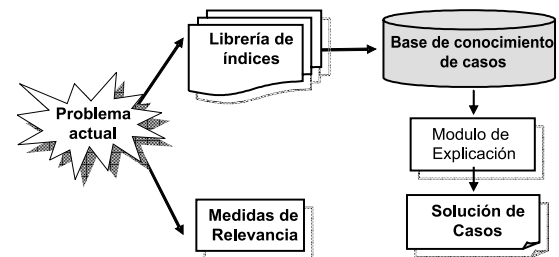 Librería de
índices
Base de conocimiento
de casos
Problema
actual
Modulo de
Explicación
Medidas de
Relevancia
Solución de
Casos